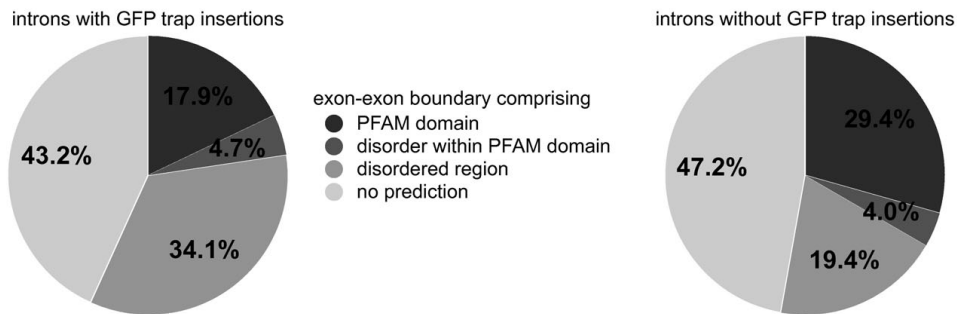 introns with GFP trap insertions
17.9%
4.7%
43.2%
34.1%
exon-exon boundary comprising
PFAM domain
disorder within PFAM domain
disordered region
no prediction
introns without GFP trap insertions
29.4%
47.2%
4.0%
19.4%